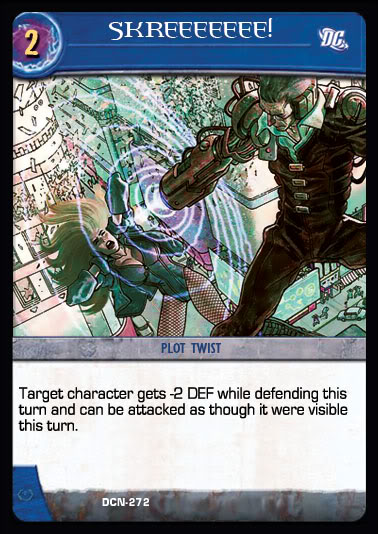 SKREEEEEEE!
2
DC
PLOT TWIST
Target character gets -2 DEF while defending this
turn and can be attacked as though it were visible
this turn.
DCN-272